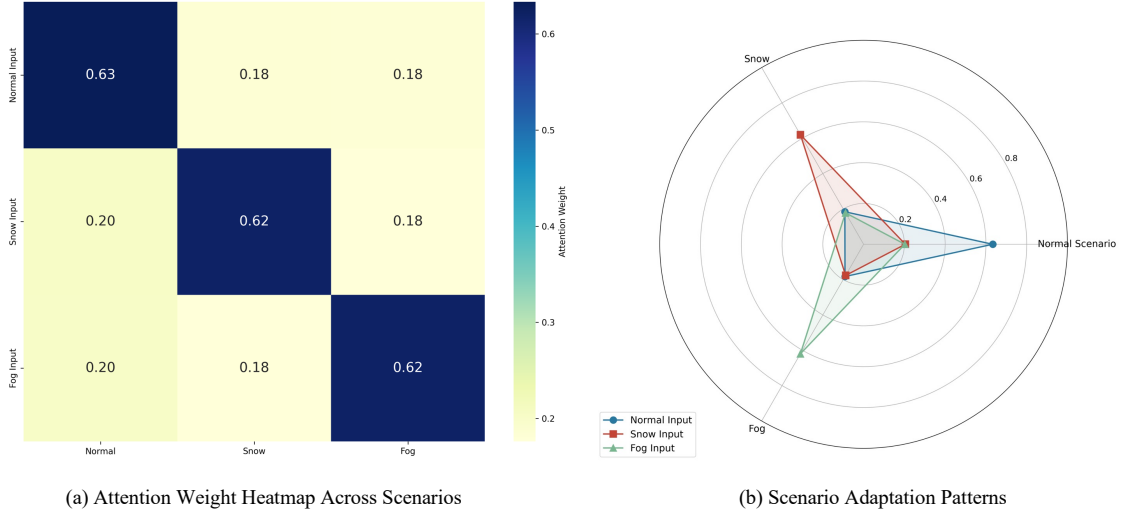 Normal Input
Snow Input
Fog Input
0.63 0.18 0.18
0.20 0.62 0.18
0.20 0.18 0.62
Normal Snow Fog
0.6
0.5
0.4
0.3
0.2
Attention Weight
Snow
Normal Scenario
Fog
0.2
0.4
0.6
0.8
Normal Input
Snow Input
Fog Input
(a) Attention Weight Heatmap Across Scenarios
(b) Scenario Adaptation Patterns